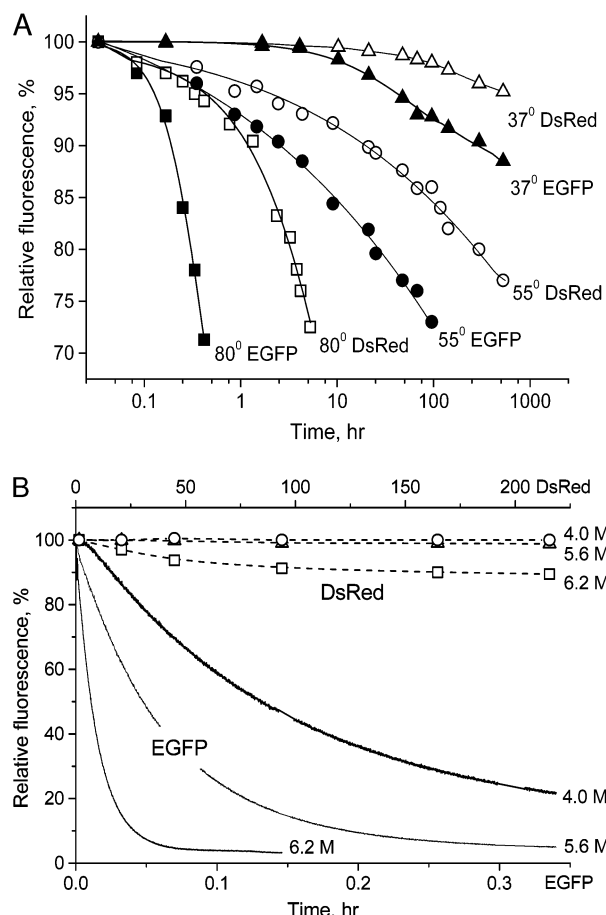 A
100
95
90
85
80
75
70
Relative fluorescence, %
37⁰ DsRed
37⁰ EGFP
55⁰ DsRed
55⁰ EGFP
80⁰ DsRed
80⁰ EGFP
0.1 1 10 100 1000
Time, hr
B
0 50 100 150 200 DsRed
100
80
60
40
20
0
Relative fluorescence, %
4.0 M
5.6 M
6.2 M
DsRed
EGFP
4.0 M
6.2 M
5.6 M
0.0 0.1 0.2 0.3 EGFP
Time, hr